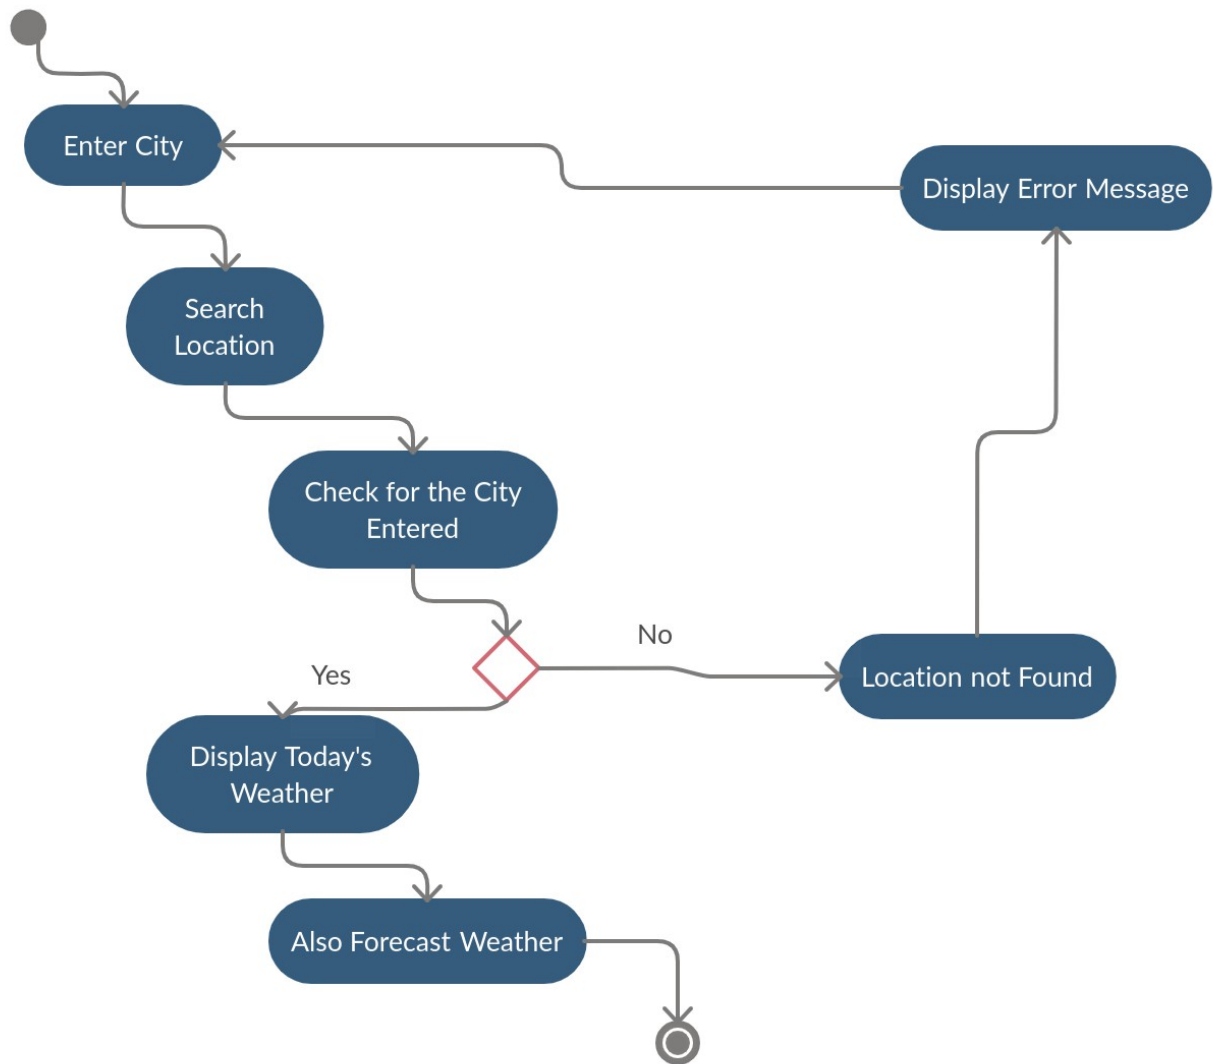 Enter City
Display Error Message
Search
Location
Check for the City
Entered
No
Yes
Location not Found
Display Today's
Weather
Also Forecast Weather